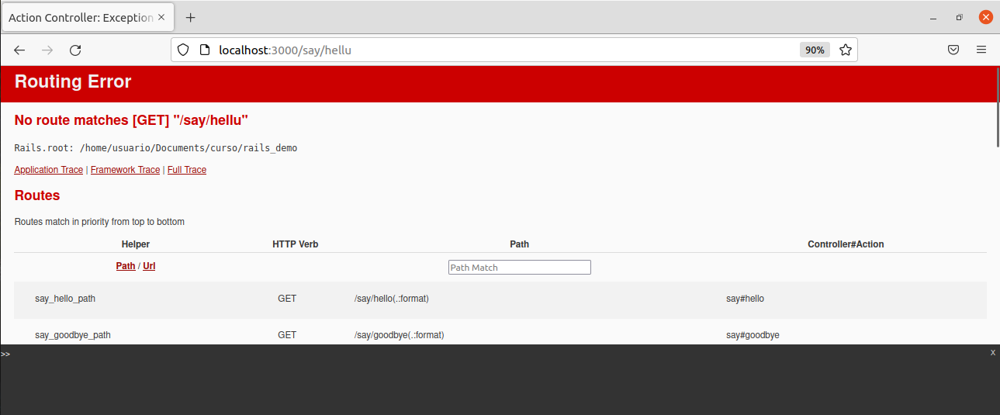 Action Controller: Exception
localhost:3000/say/hellu
90%
Routing Error
No route matches [GET] "/say/hellu"
Rails.root: /home/usuario/Documents/curso/rails_demo
Application Trace | Framework Trace | Full Trace
Routes
Routes match in priority from top to bottom
Helper HTTP Verb Path Controller#Action
Path / Url Path Match
say_hello_path GET /say/hello(.:format) say#hello
say_goodbye_path GET /say/goodbye(.:format) say#goodbye
>> x